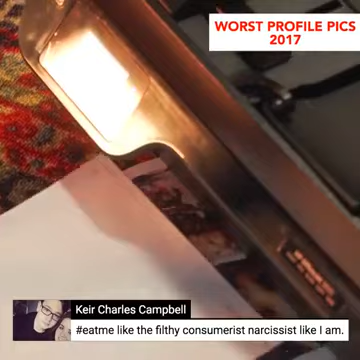 WORST PROFILE PICS
2017
Keir Charles Campbell
#eatme like the filthy consumerist narcissist like I am.